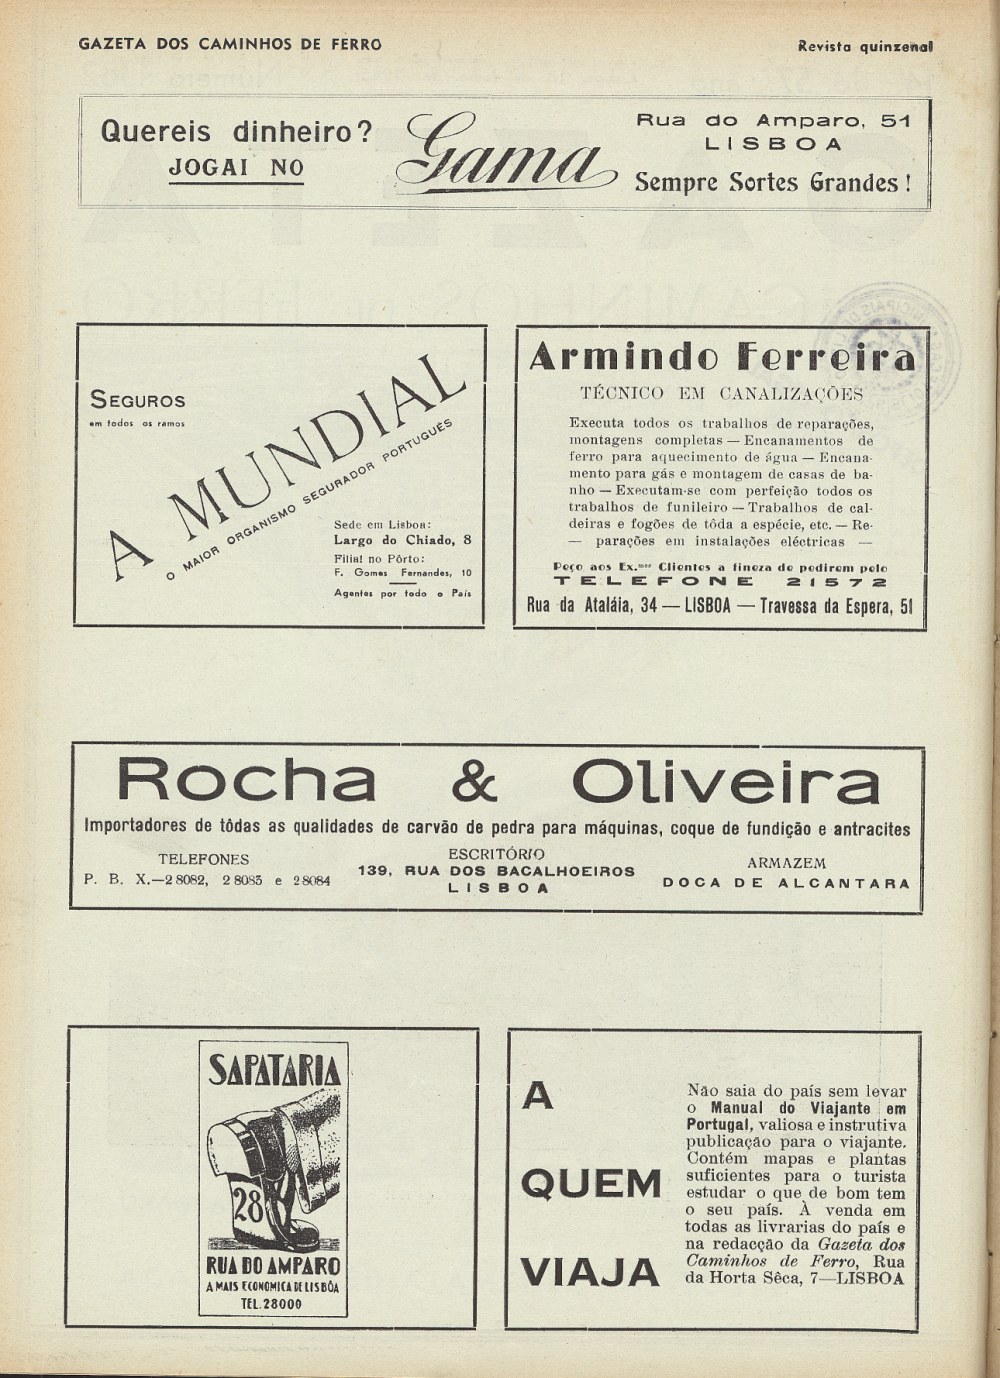 GAZETA DOS CAMINHOS DE FERRO
Revista quinzenal
Quereis dinheiro?
JOGAI NO
Gama
Rua do Amparo, 51
LISBOA
Sempre Sortes Grandes!
SEGUROS
em todos os ramos
A MUNDIAL
O MAIOR ORGANISMO SEGURADOR PORTUGUÊS
Sede em Lisboa:
Largo do Chiado, 8
Filial no Pôrto:
F. Gomes Fernandes, 10
Agentes por todo o País
Armindo Ferreira
TÉCNICO EM CANALIZAÇÕES
Executa todos os trabalhos de reparações,
montagens completas — Encanamentos de
ferro para aquecimento de água — Encana-
mento para gás e montagem de casas de ba-
nho — Executam-se com perfeição todos os
trabalhos de funileiro — Trabalhos de cal-
deiras e fogões de tôda a espécie, etc. — Re-
— parações em instalações eléctricas —
Peço aos Ex.mos Clientes a fineza de pedirem pelo
TELEFONE 21572
Rua da Atalaia, 34 — LISBOA — Travessa da Espera, 51
Rocha & Oliveira
Importadores de tôdas as qualidades de carvão de pedra para máquinas, coque de fundição e antracites
TELEFONES
P. B. X.—28082, 28083 e 28084
ESCRITÓRIO
139, RUA DOS BACALHOEIROS
LISBOA
ARMAZEM
DOCA DE ALCANTARA
SAPATARIA
28
RUA DO AMPARO
A MAIS ECONOMICA DE LISBÔA
TEL. 28000
A
QUEM
VIAJA
Não saia do país sem levar
o Manual do Viajante em
Portugal, valiosa e instrutiva
publicação para o viajante.
Contém mapas e plantas
suficientes para o turista
estudar o que de bom tem
o seu país. À venda em
todas as livrarias do país e
na redacção da Gazeta dos
Caminhos de Ferro, Rua
da Horta Sêca, 7—LISBOA